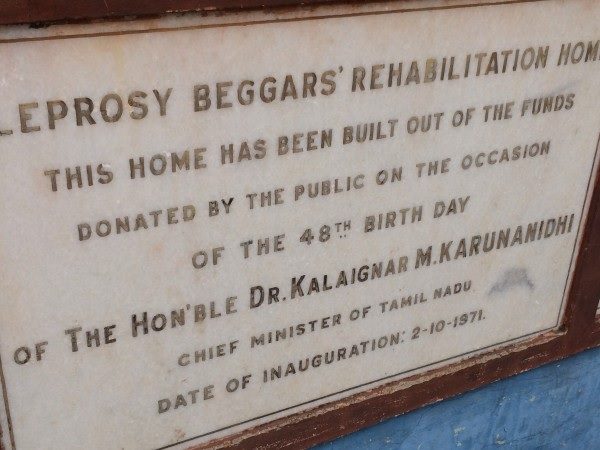 LEPROSY BEGGARS' REHABILITATION HOME
THIS HOME HAS BEEN BUILT OUT OF THE FUNDS
DONATED BY THE PUBLIC ON THE OCCASION
OF THE 48TH BIRTH DAY
OF THE HON'BLE DR. KALAIGNAR M. KARUNANIDHI
CHIEF MINISTER OF TAMIL NADU
DATE OF INAUGURATION: 2-10-1971.